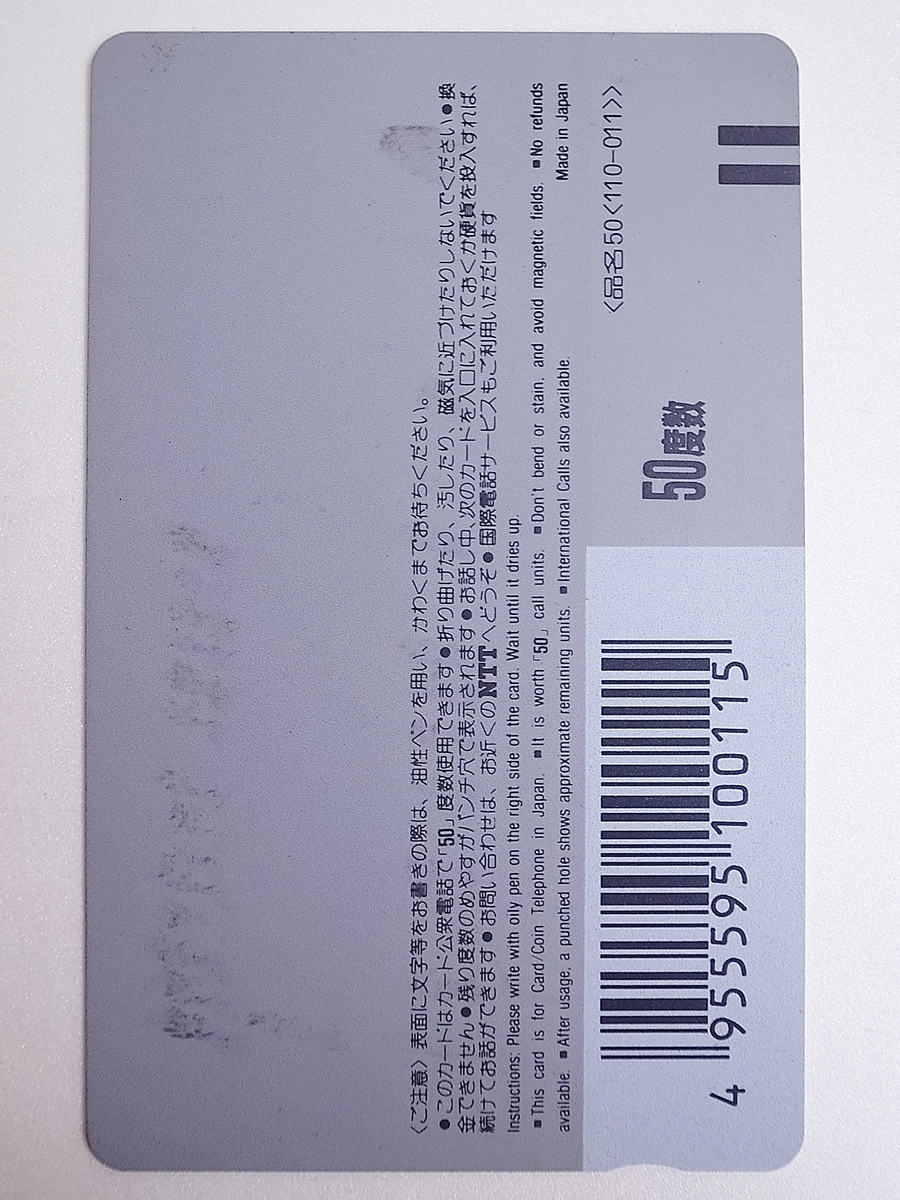 〈ご注意〉表面に文字等をお書きの際は、油性ペンを用い、かわくまでお待ちください。
●このカードはカード公衆電話で「50」度数使用できます●折り曲げたり、汚したり、磁気に近づけたりしないでください●換
金できません●残り度数のめやすがパンチ穴で表示されます●お話し中、次のカードを入口に入れておくか硬貨を投入すれば、
続けてお話ができます●お問い合わせは、お近くのNTTへどうぞ●国際電話サービスもご利用いただけます
Instructions: Please write with oily pen on the right side of the card. Wait until it dries up.
■This card is for Card/Coin Telephone in Japan. ■It is worth「50」call units. ■Don't bend or stain, and avoid magnetic fields. ■No refunds
available. ■After usage, a punched hole shows approximate remaining units. ■International Calls also available. Made in Japan
〈品名50〈110-011〉〉
50度数
4 955595 100115